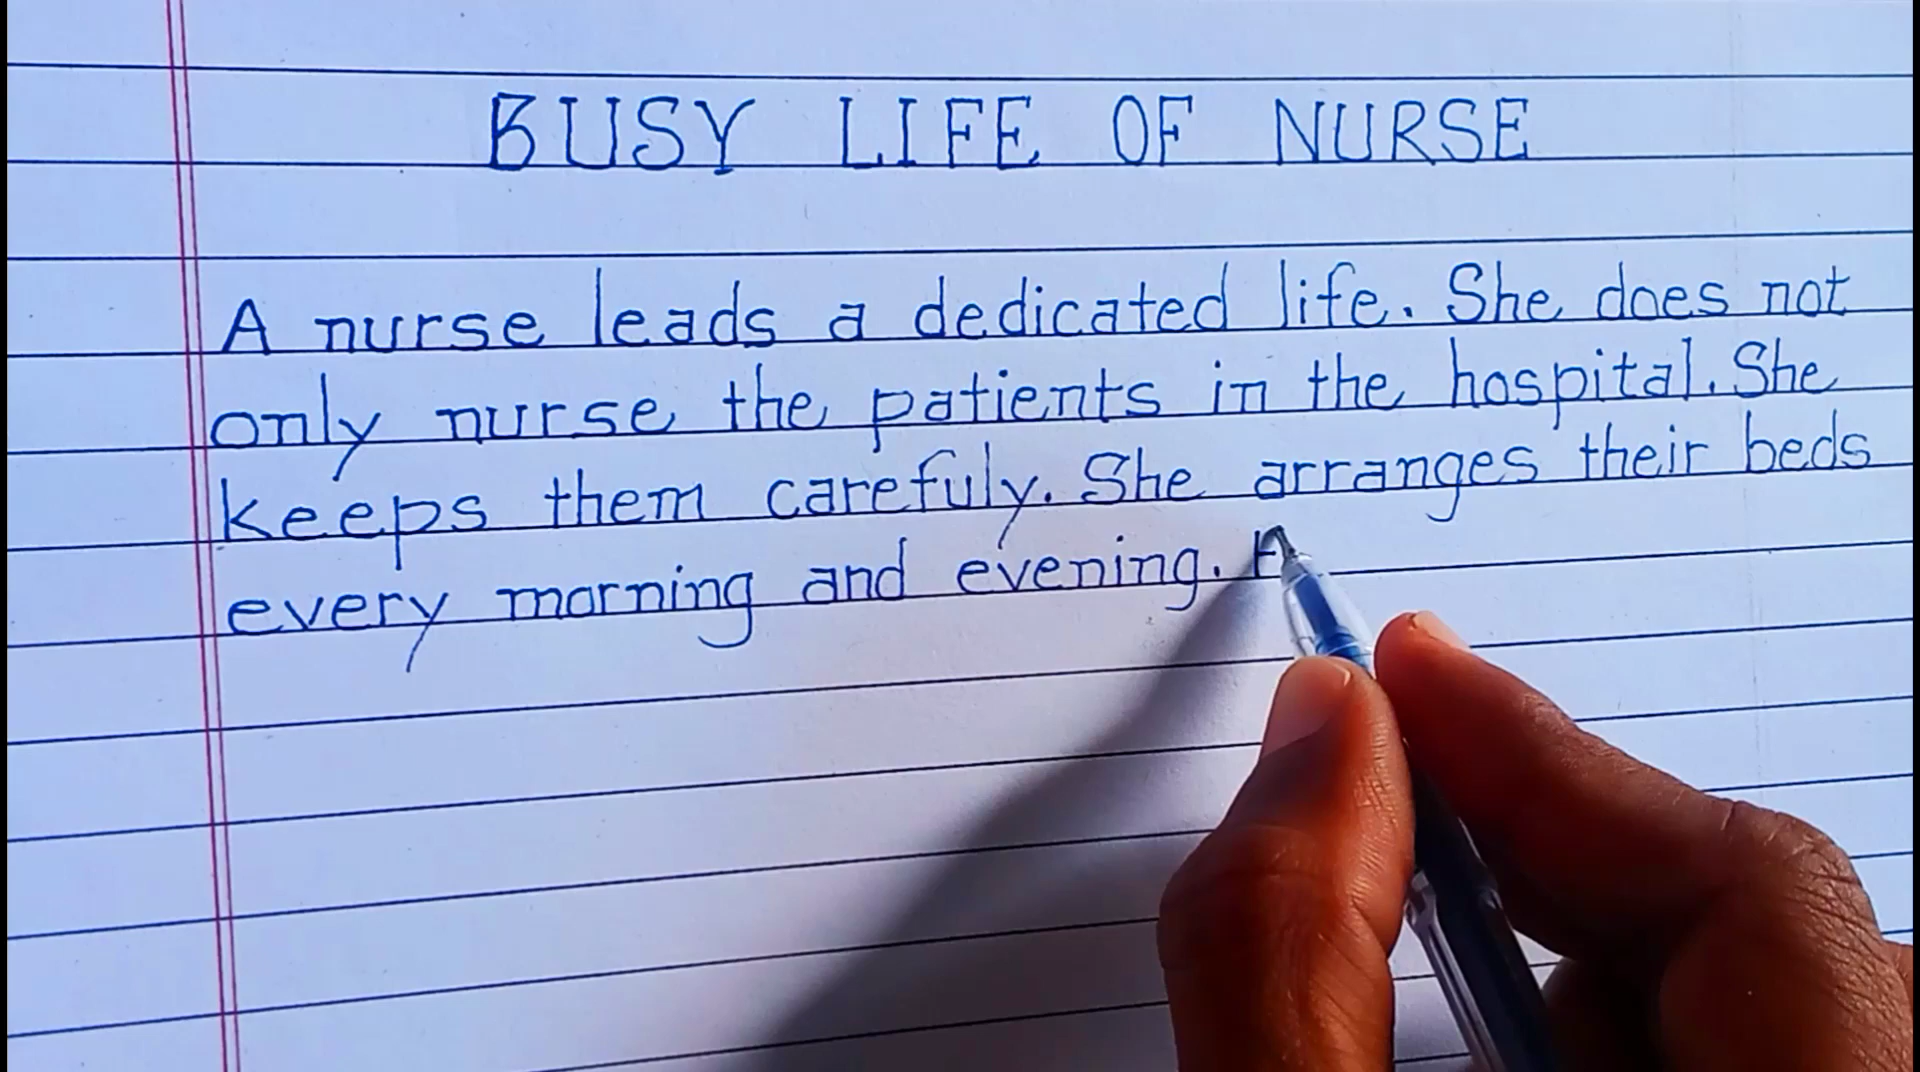 BUSY LIFE OF NURSE
A nurse leads a dedicated life. She does not
only nurse the patients in the hospital. She
keeps them carefuly. She arranges their beds
every morning and evening.